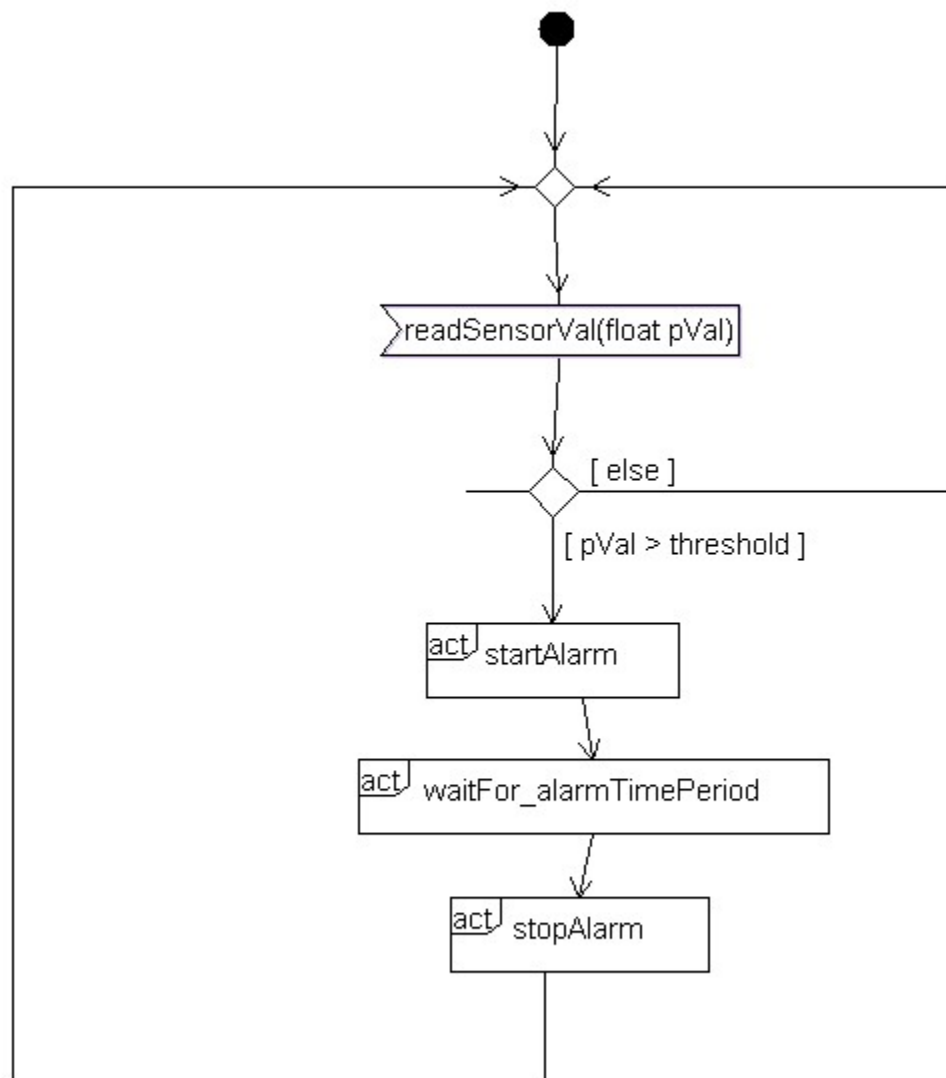 readSensorVal(float pVal)
[ else ]
[ pVal > threshold ]
act startAlarm
act waitFor_alarmTimePeriod
act stopAlarm